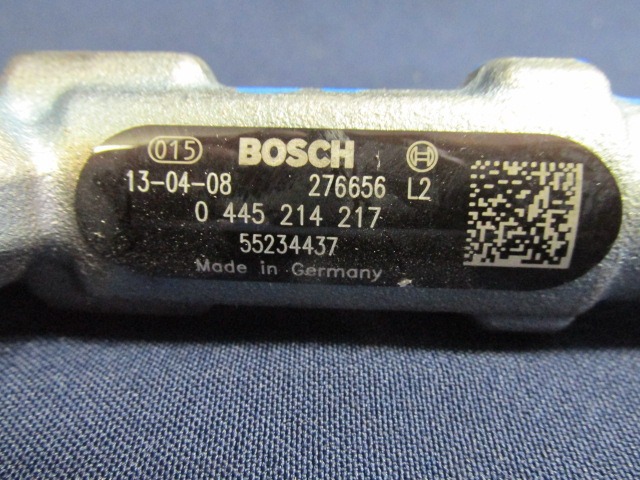 015 BOSCH
13-04-08 276656 L2
0 445 214 217
55234437
Made in Germany